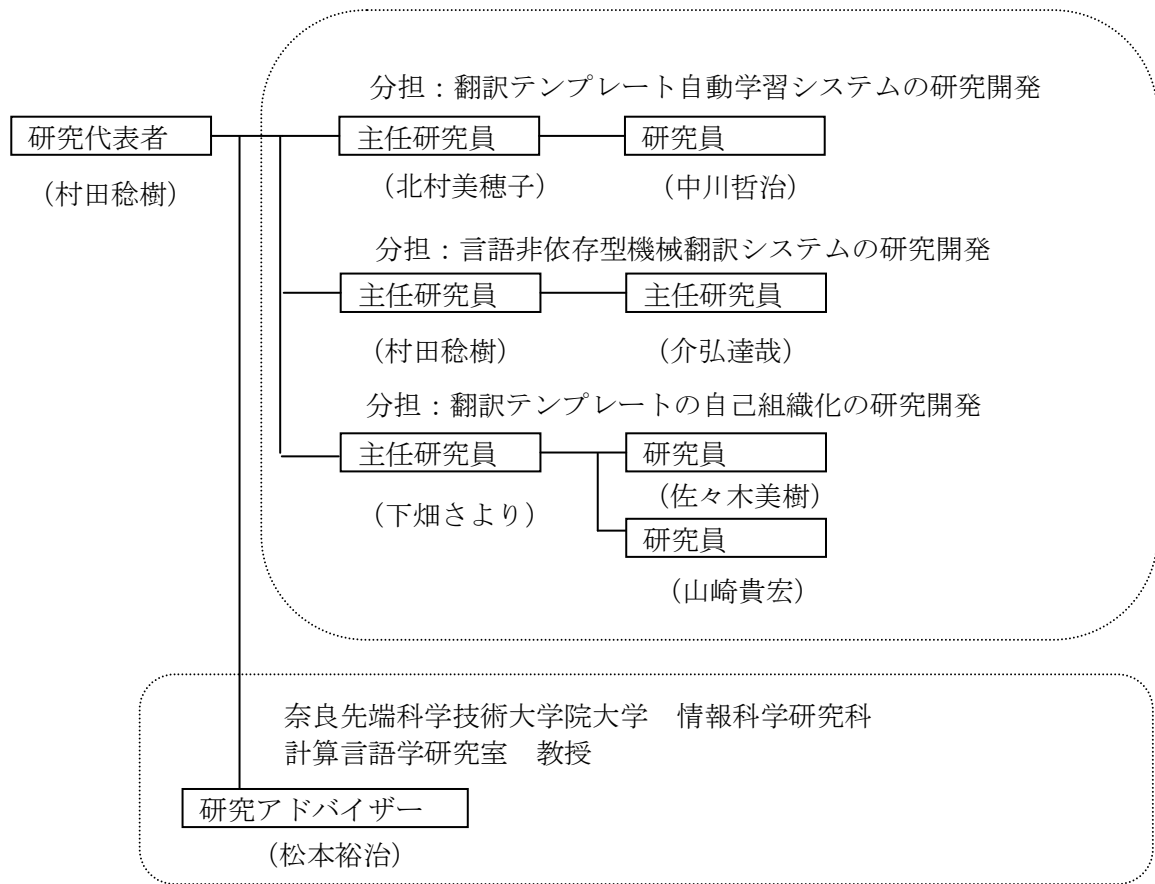 分担：翻訳テンプレート自動学習システムの研究開発
研究代表者 主任研究員 研究員
（村田稔樹） （北村美穂子） （中川哲治）
分担：言語非依存型機械翻訳システムの研究開発
主任研究員 主任研究員
（村田稔樹） （介弘達哉）
分担：翻訳テンプレートの自己組織化の研究開発
主任研究員 研究員
（下畑さより） （佐々木美樹）
研究員
（山崎貴宏）
奈良先端科学技術大学院大学　情報科学研究科
計算言語学研究室　教授
研究アドバイザー
（松本裕治）